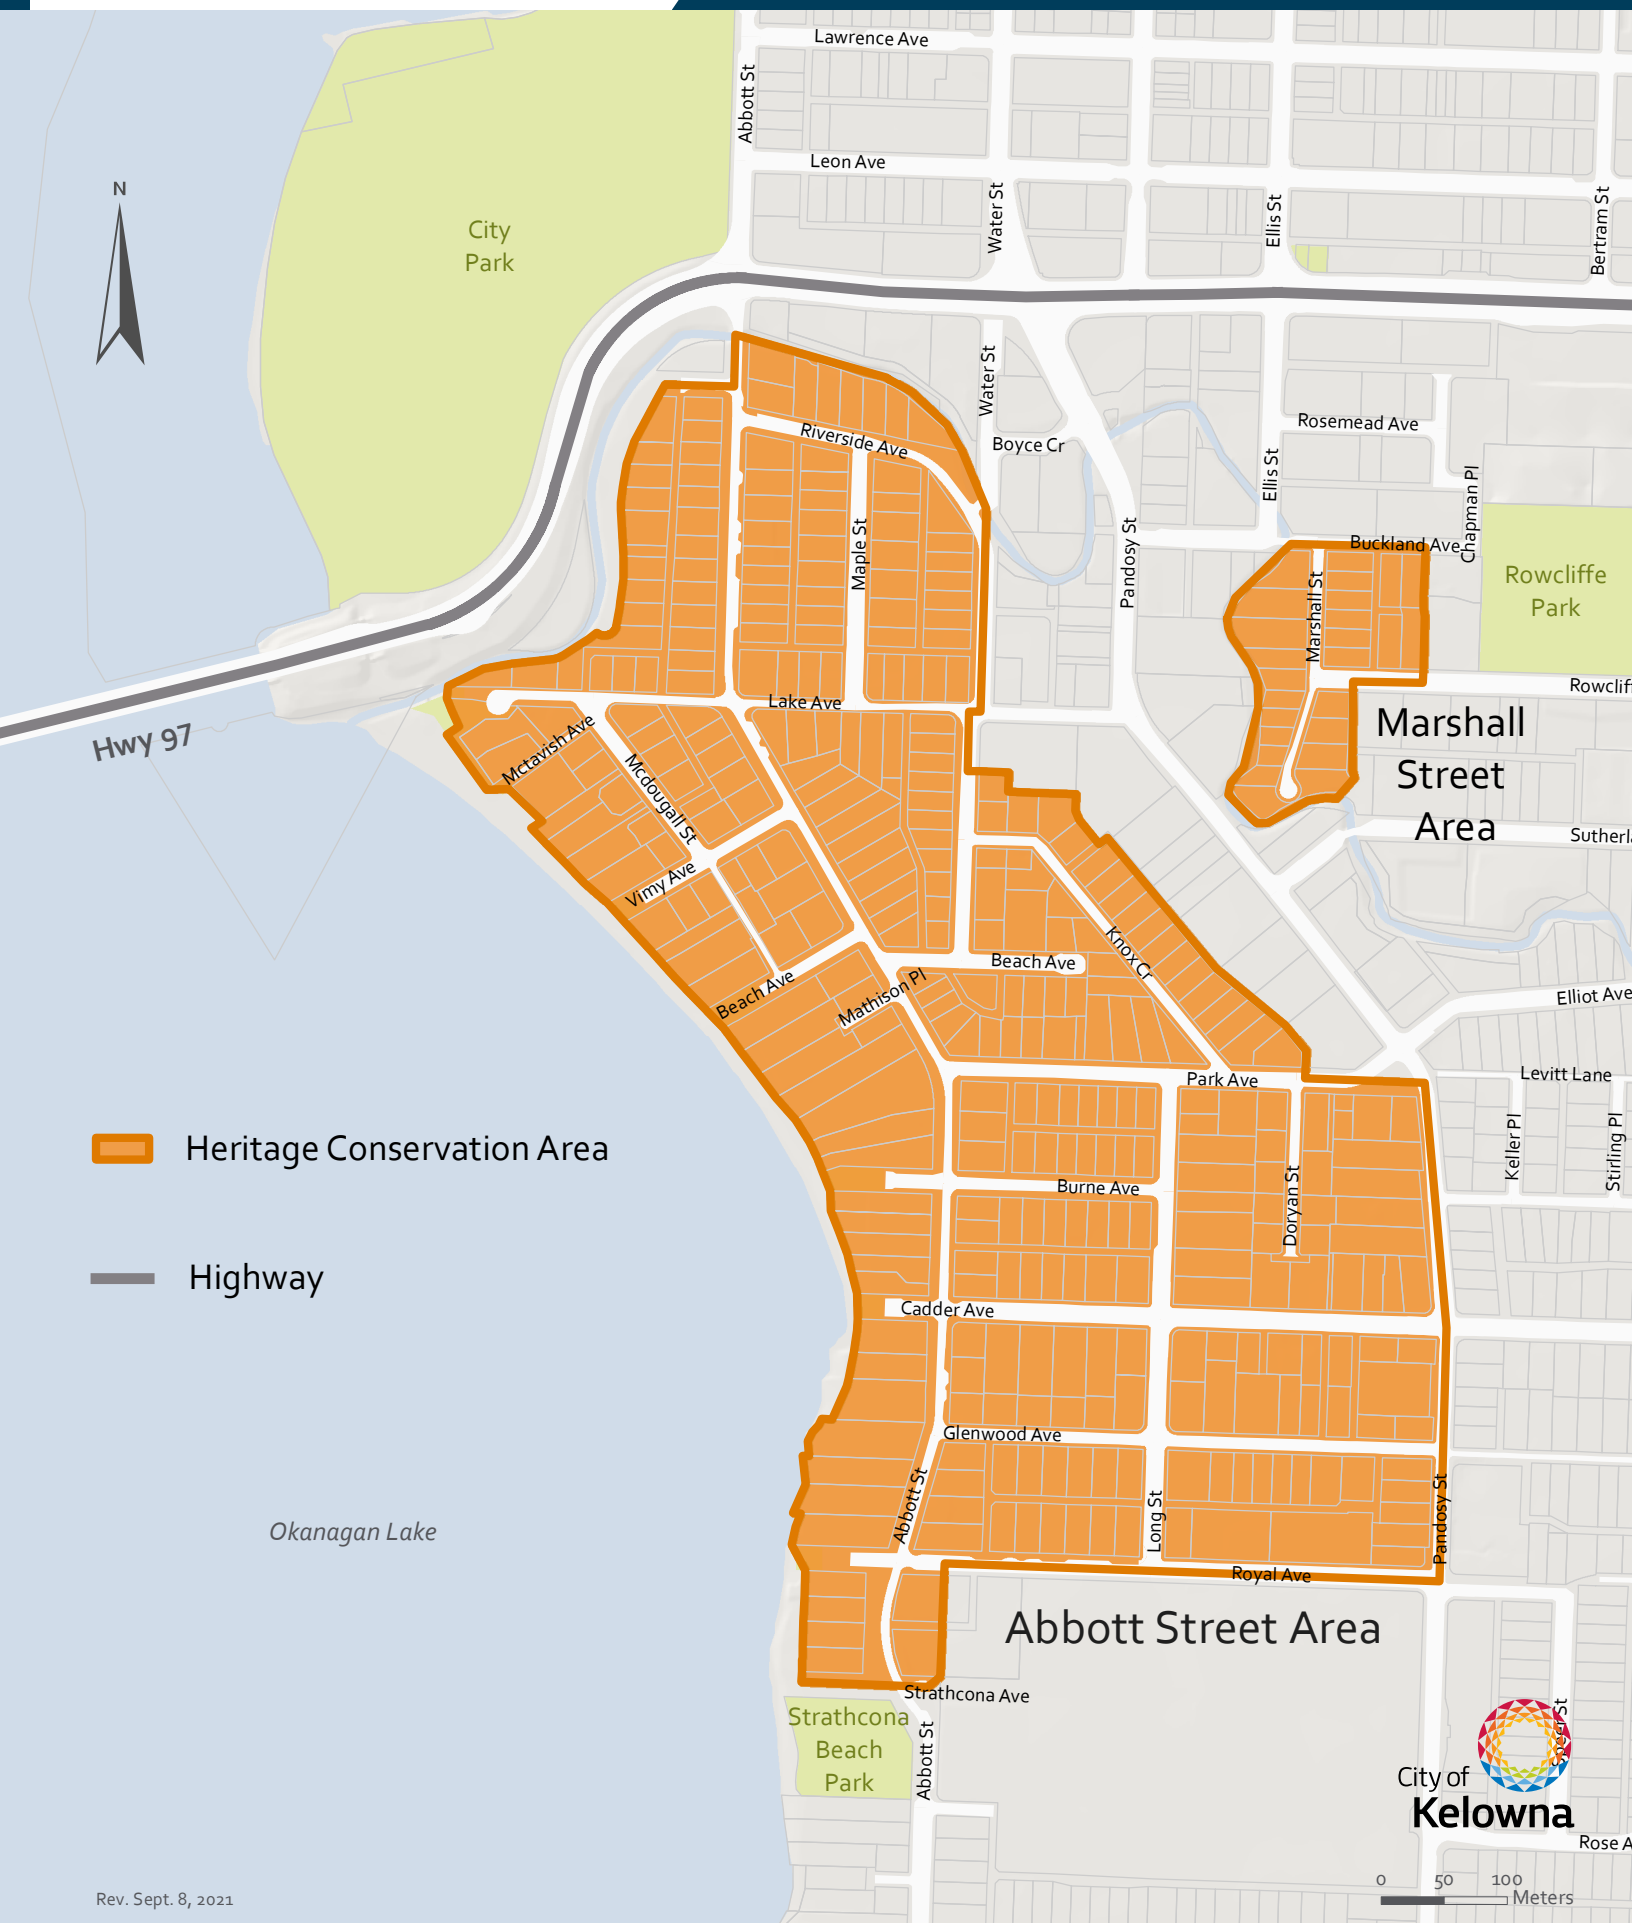 Lawrence Ave
Abbott St
Leon Ave
Water St
Ellis St
Bertram St
N
City
Park
Water St
Riverside Ave
Boyce Cr
Rosemead Ave
Ellis St
Chapman Pl
Maple St
Pandosy St
Buckland Ave
Marshall St
Rowcliffe
Park
Rowclif
Lake Ave
Hwy 97
Mctavish Ave
Mcdougall St
Marshall
Street
Area
Sutherl
Vimy Ave
Knox Cr
Beach Ave
Beach Ave
Mathison Pl
Elliot Ave
Levitt Lane
Park Ave
Keller Pl
Stirling Pl
Heritage Conservation Area
Burne Ave
Doryan St
Highway
Cadder Ave
Glenwood Ave
Abbott St
Long St
Pandosy St
Okanagan Lake
Royal Ave
Abbott Street Area
Strathcona Ave
Strathcona
Beach
Park
Abbott St
City of
Kelowna
Rose A
0 50 100
Meters
Rev. Sept. 8, 2021